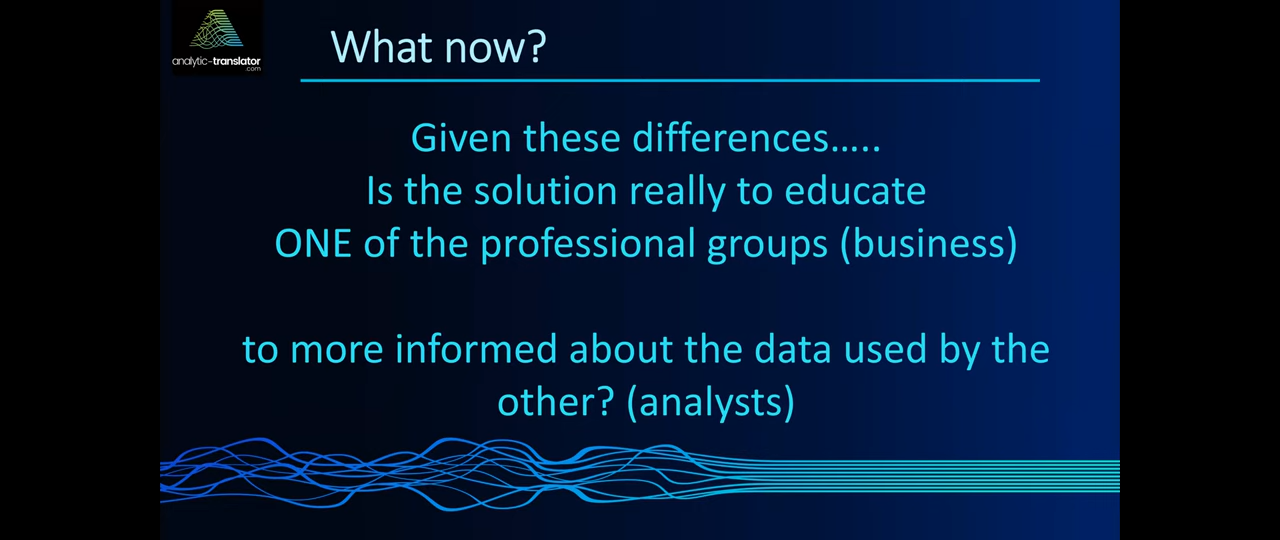 analytic-translator
.com
What now?
Given these differences.....
Is the solution really to educate
ONE of the professional groups (business)
to more informed about the data used by the
other? (analysts)